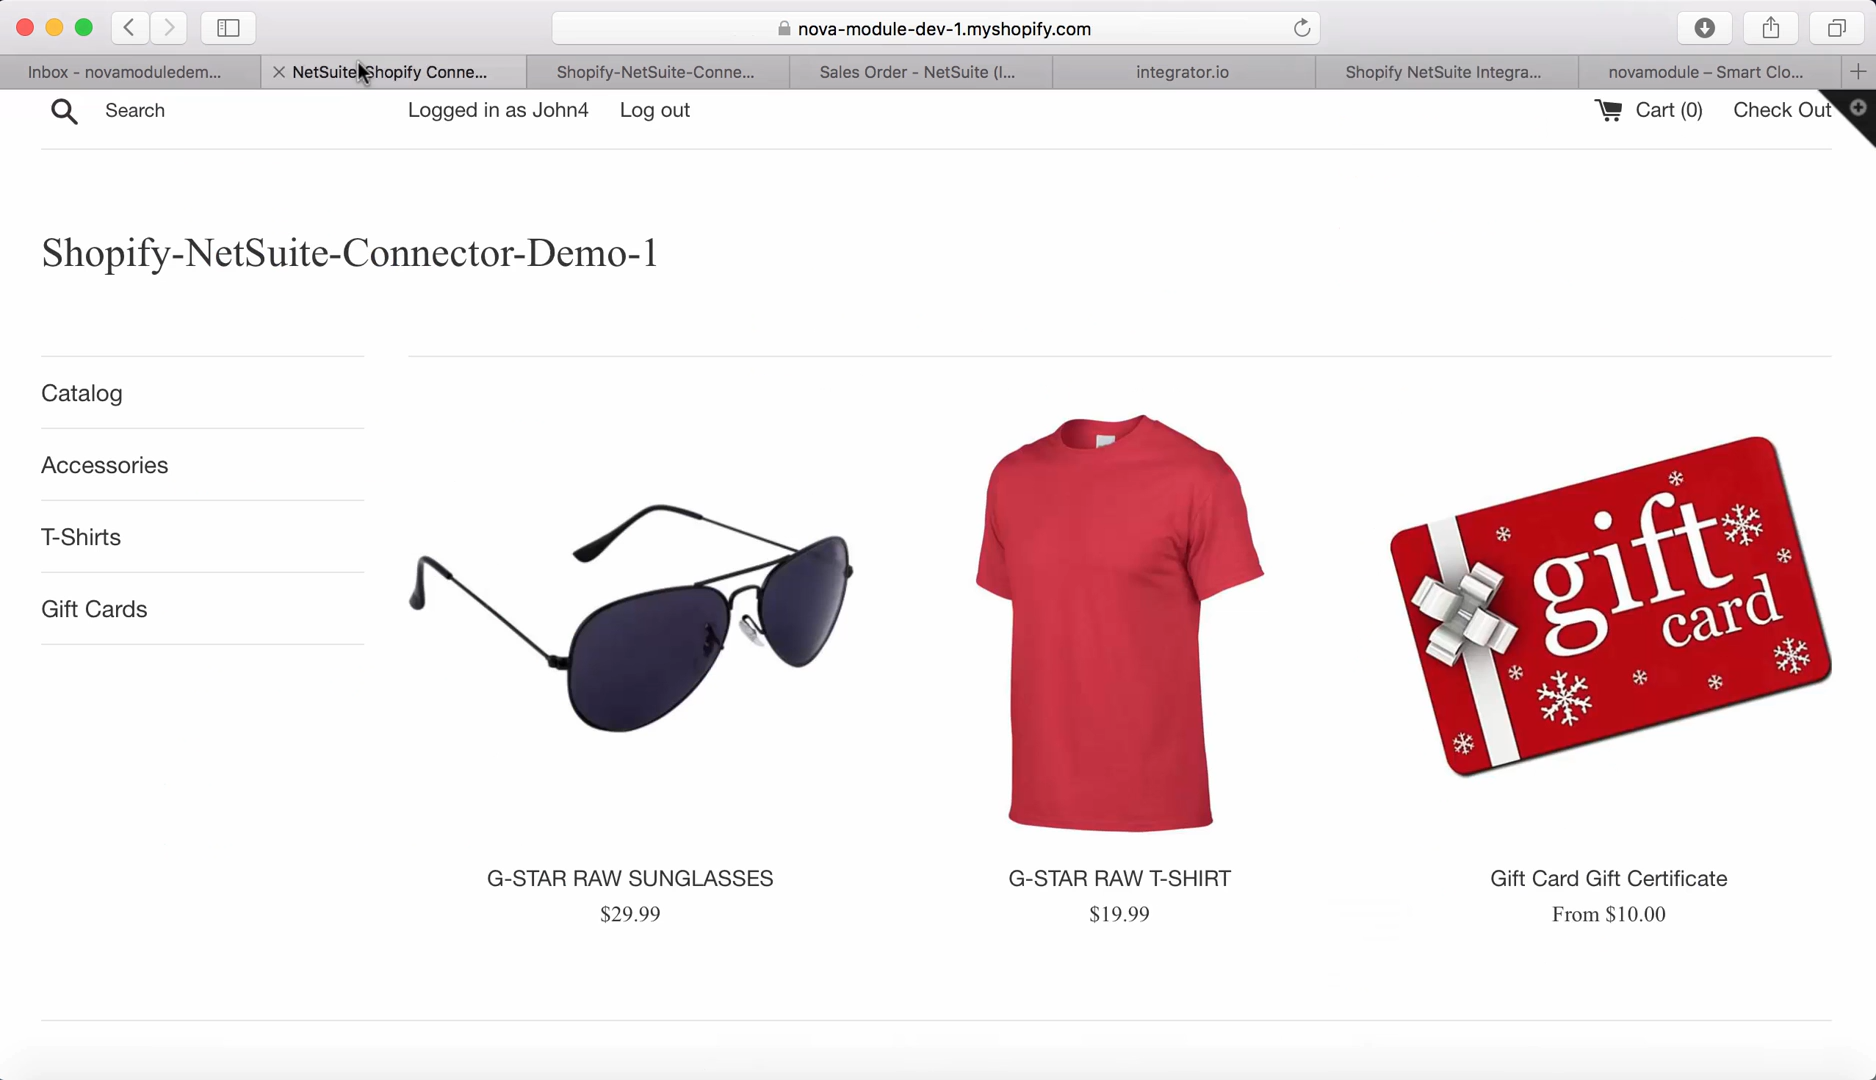 nova-module-dev-1.myshopify.com
Inbox - novamoduledem...
NetSuite Shopify Conne...
Shopify-NetSuite-Conne...
Sales Order - NetSuite (I...
integrator.io
Shopify NetSuite Integra...
novamodule – Smart Clo...
Search
Logged in as John4
Log out
Cart (0)
Check Out
Shopify-NetSuite-Connector-Demo-1
Catalog
Accessories
T-Shirts
Gift Cards
gift
card
G-STAR RAW SUNGLASSES
$29.99
G-STAR RAW T-SHIRT
$19.99
Gift Card Gift Certificate
From $10.00